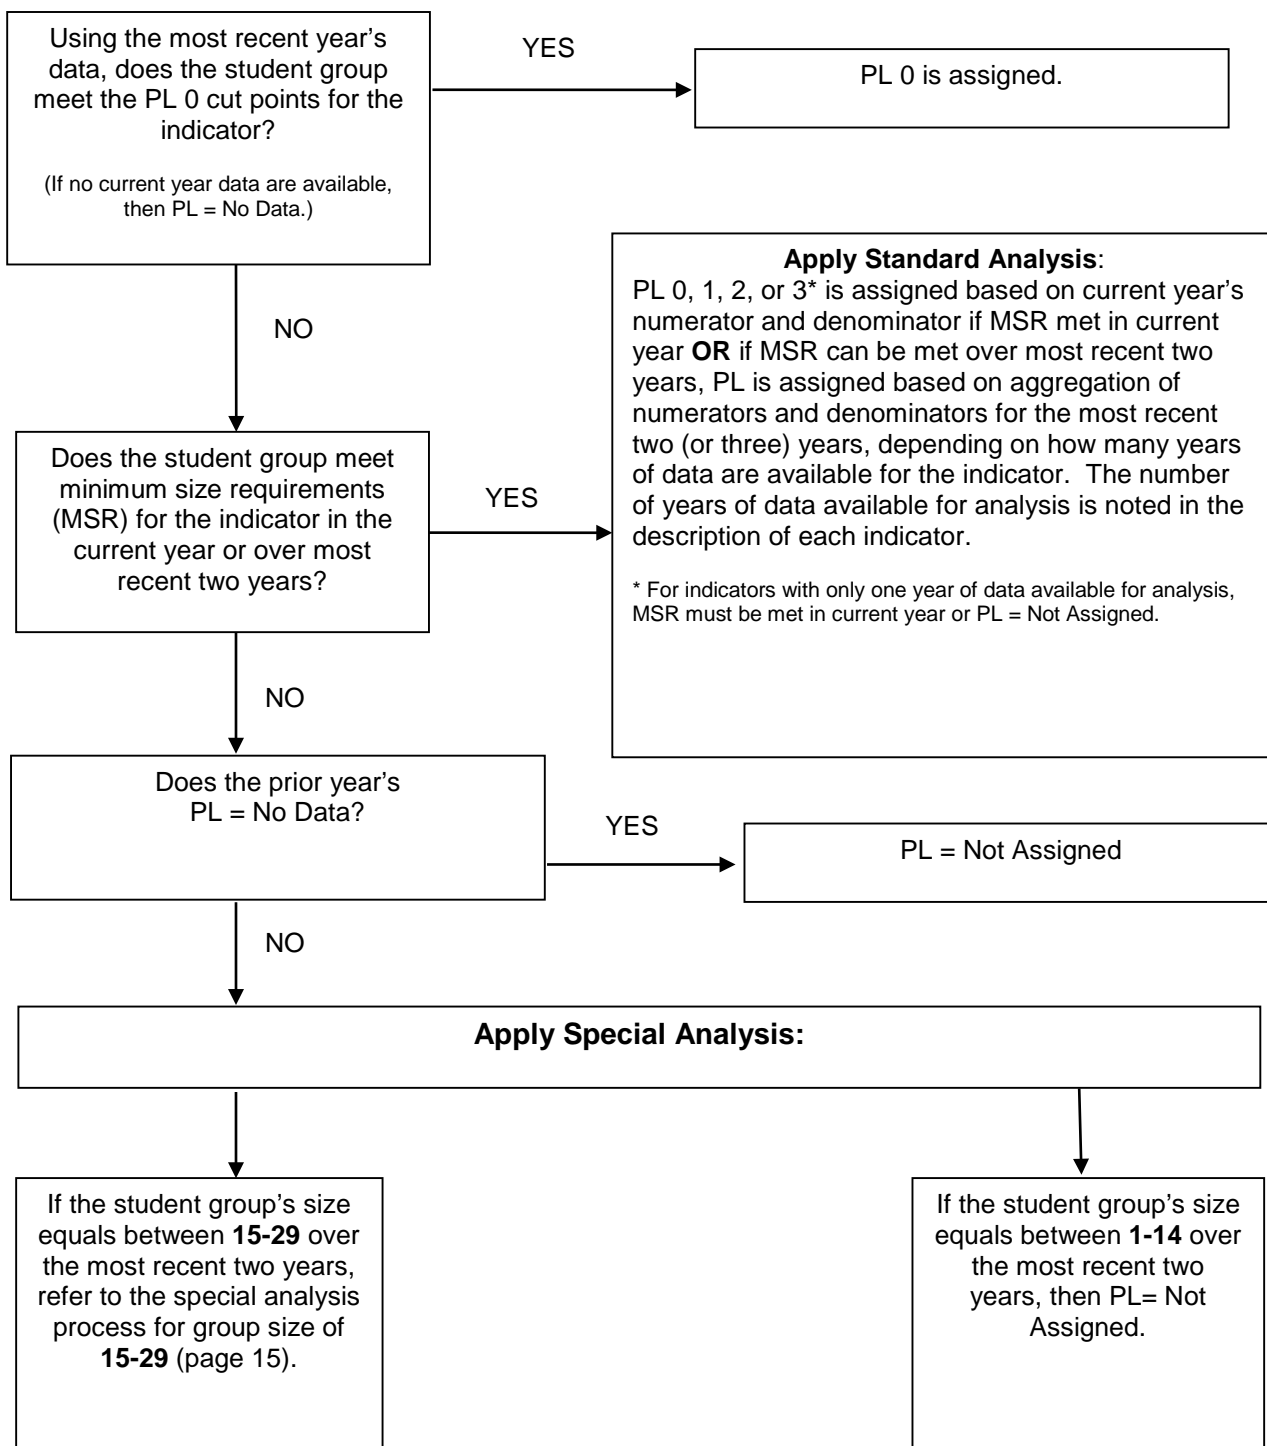 Using the most recent year's
data, does the student group
meet the PL 0 cut points for the
indicator?
(If no current year data are available,
then PL = No Data.)
YES
PL 0 is assigned.
NO
Apply Standard Analysis:
PL 0, 1, 2, or 3* is assigned based on current year's
numerator and denominator if MSR met in current
year OR if MSR can be met over most recent two
years, PL is assigned based on aggregation of
numerators and denominators for the most recent
two (or three) years, depending on how many years
of data are available for the indicator.  The number
of years of data available for analysis is noted in the
description of each indicator.
* For indicators with only one year of data available for analysis,
MSR must be met in current year or PL = Not Assigned.
Does the student group meet
minimum size requirements
(MSR) for the indicator in the
current year or over most
recent two years?
YES
NO
Does the prior year's
PL = No Data?
YES
PL = Not Assigned
NO
Apply Special Analysis:
If the student group's size
equals between 15-29 over
the most recent two years,
refer to the special analysis
process for group size of
15-29 (page 15).
If the student group's size
equals between 1-14 over
the most recent two
years, then PL= Not
Assigned.